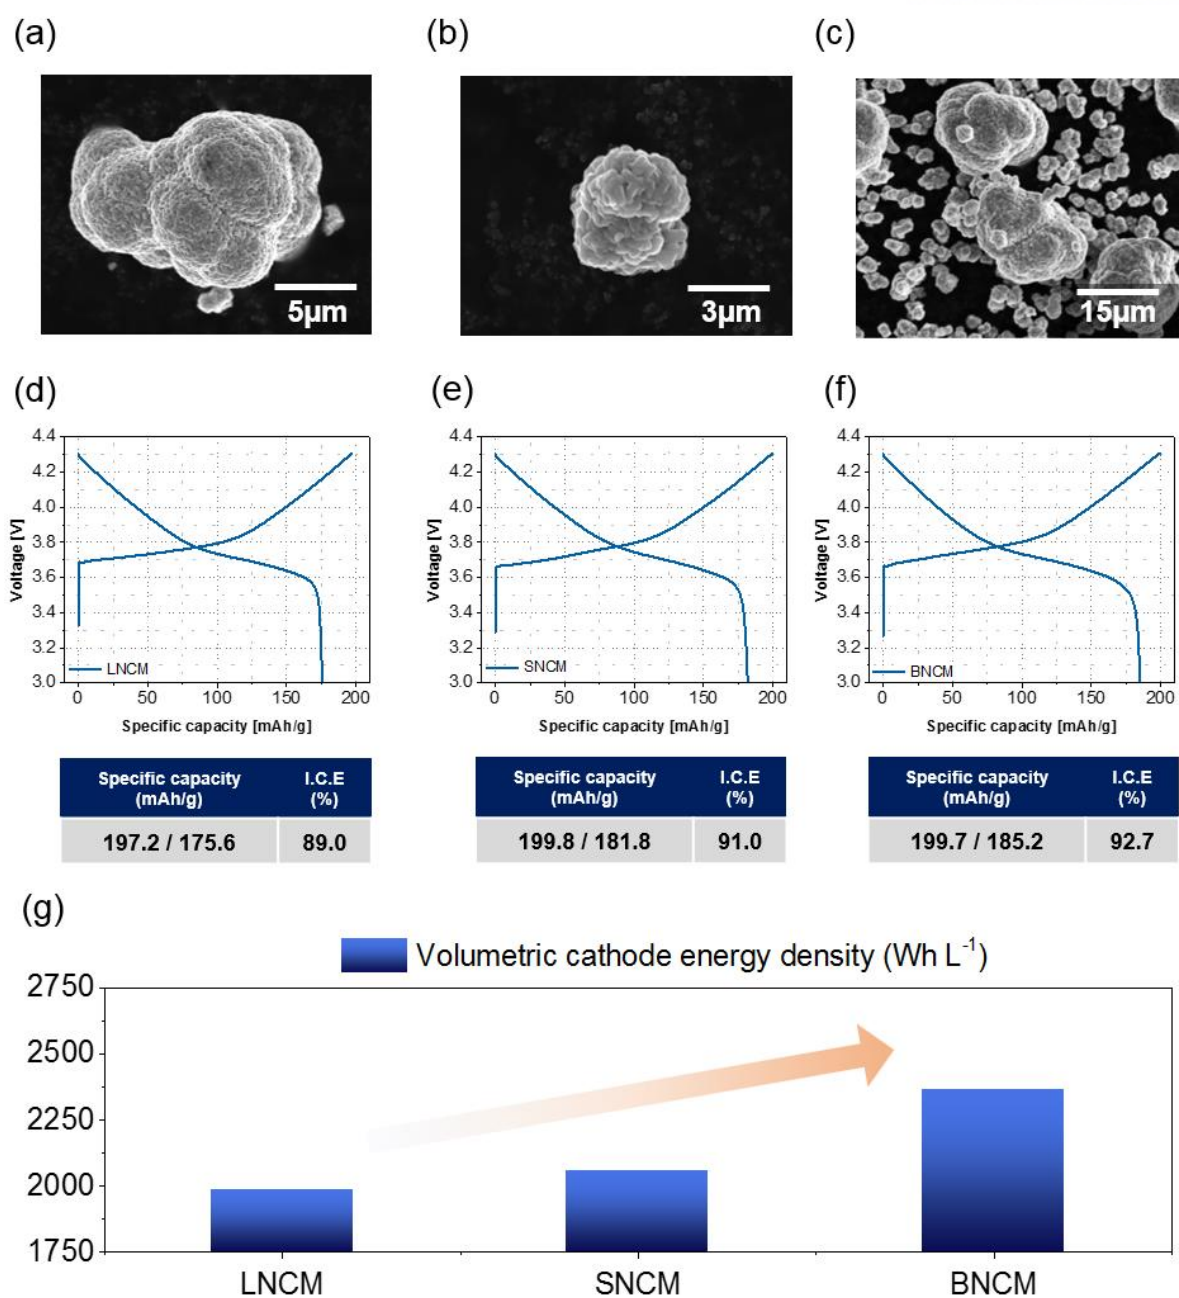 (a)
(b)
(c)
5µm
3µm
15µm
(d)
(e)
(f)
4.4
4.2
4.0
3.8
3.6
3.4
3.2
3.0
Voltage [V]
LNCM
0
50
100
150
200
Specific capacity [mAh/g]
4.4
4.2
4.0
3.8
3.6
3.4
3.2
3.0
Voltage [V]
SNCM
0
50
100
150
200
Specific capacity [mAh/g]
4.4
4.2
4.0
3.8
3.6
3.4
3.2
3.0
Voltage [V]
BNCM
0
50
100
150
200
Specific capacity [mAh/g]
Specific capacity
(mAh/g)
I.C.E
(%)
197.2 / 175.6
89.0
Specific capacity
(mAh/g)
I.C.E
(%)
199.8 / 181.8
91.0
Specific capacity
(mAh/g)
I.C.E
(%)
199.7 / 185.2
92.7
(g)
Volumetric cathode energy density (Wh L⁻¹)
2750
2500
2250
2000
1750
LNCM
SNCM
BNCM